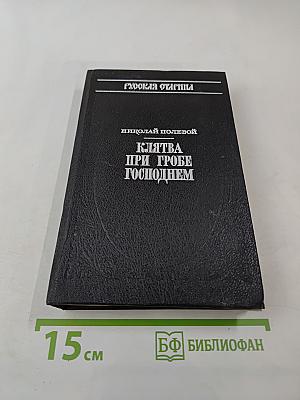 РУССКАЯ СТАРИНА
НИКОЛАЙ ПОЛЕВОЙ
КЛЯТВА
ПРИ ГРОБЕ
ГОСПОДНЕМ
15 см
БФ БИБЛИОФАН